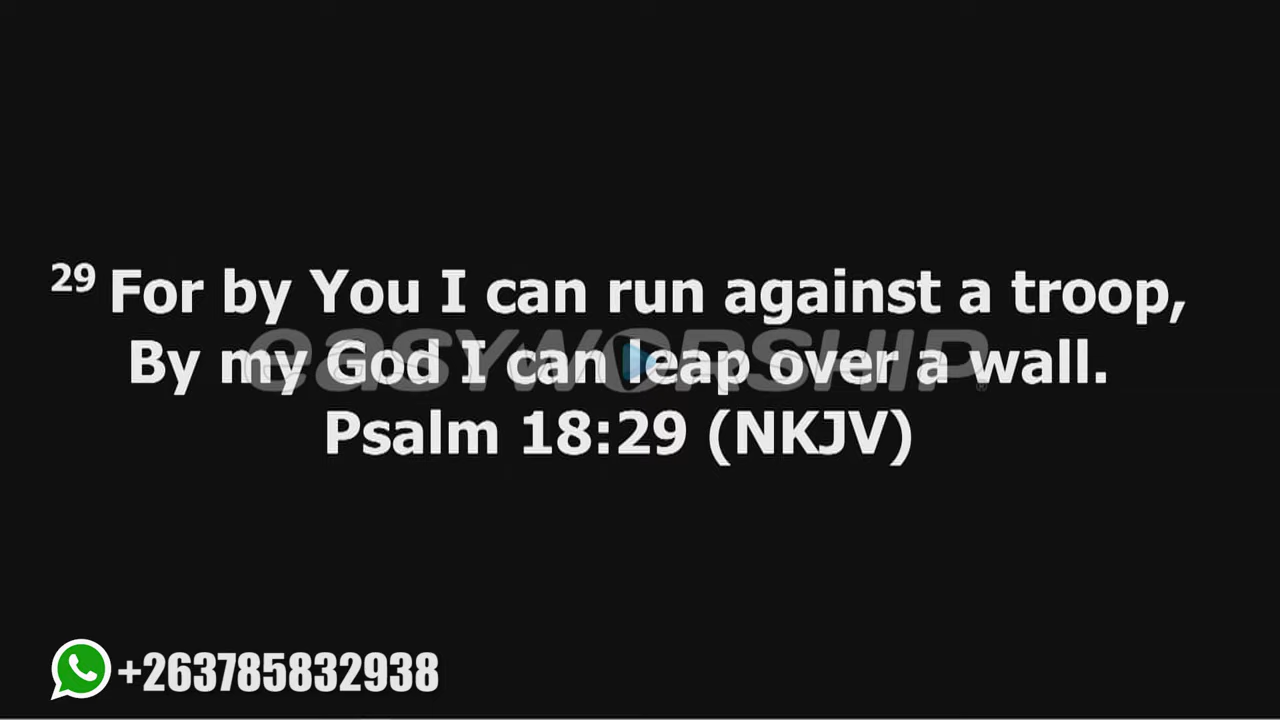 29 For by You I can run against a troop,
By my God I can leap over a wall.
Psalm 18:29 (NKJV)
easyworship®
+263785832938